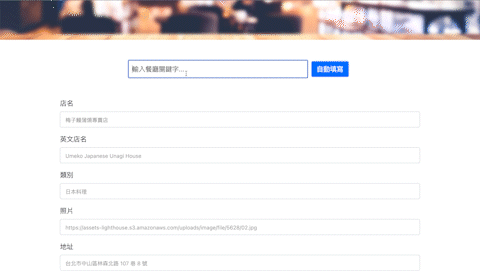 輸入餐廳關鍵字...
自動填寫
店名
梅子鰻蒲燒專賣店
英文店名
Umeko Japanese Unagi House
類別
日本料理
照片
https://assets-lighthouse.s3.amazonaws.com/uploads/image/file/5628/02.jpg
地址
台北市中山區林森北路 107 巷 8 號